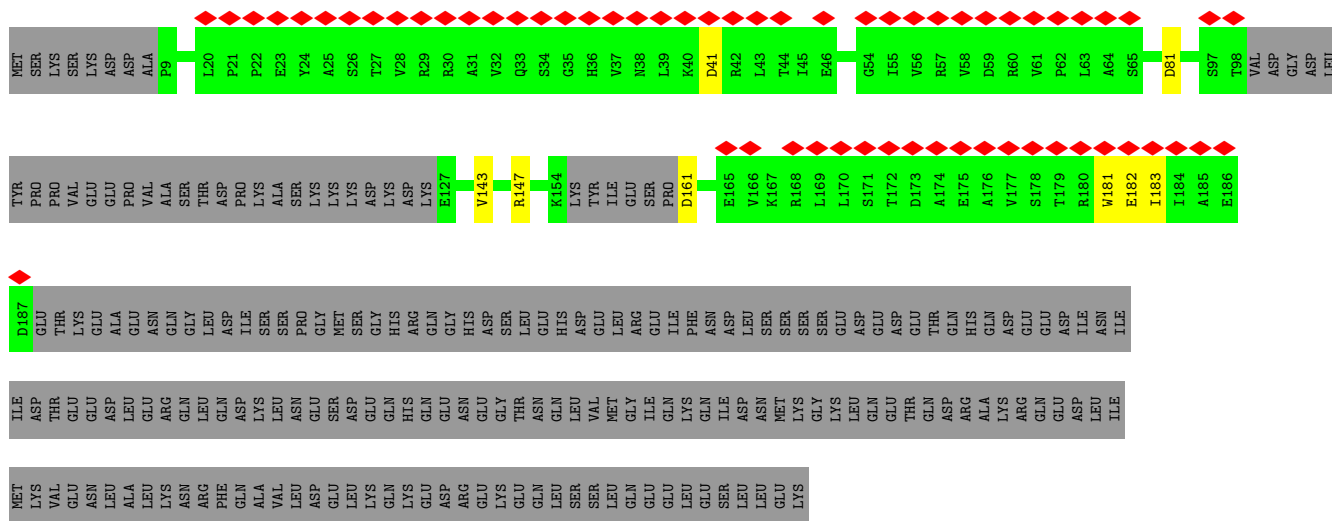 MET SER LYS SER LYS ASP ASP ALA P9 L20 P21 P22 E23 Y24 A25 S26 T27 V28 R29 R30 A31 V32 Q33 S34 G35 H36 V37 N38 L39 K40 D41 R42 L43 T44 I45 E46 G54 I55 V56 R57 V58 D59 R60 V61 P62 L63 A64 S65 D81 S97 T98 VAL ASP GLY ASP LEU
TYR PRO PRO VAL GLU GLU PRO VAL ALA SER THR ASP PRO LYS ALA SER LYS LYS LYS ASP LYS ASP LYS E127 V143 R147 K154 LYS TYR ILE GLU SER PRO D161 E165 V166 K167 R168 L169 L170 S171 T172 D173 A174 E175 A176 V177 S178 T179 R180 W181 E182 I183 I184 A185 E186
D187 GLU THR LYS GLU ALA GLU ASN GLN GLY LEU ASP ILE SER SER PRO GLY MET SER GLY HIS ARG GLN GLY HIS ASP SER LEU GLU HIS ASP GLU LEU ARG GLU ILE PHE ASN ASP LEU SER SER SER SER GLU ASP GLU ASP GLU THR GLN HIS GLN ASP GLU GLU ASP ILE ASN ILE
ILE ASP THR GLU GLU ASP LEU GLU ARG GLN LEU GLN ASP LYS LEU ASN GLU SER ASP GLU GLN HIS GLN GLU ASN GLU GLY THR ASN GLN LEU VAL MET GLY ILE GLN LYS GLN ILE ASP ASN MET LYS GLY LYS LEU GLN GLU THR GLN ASP ARG ALA LYS ARG GLN GLU ASP LEU ILE
MET LYS VAL GLU ASN LEU ALA LEU LYS ASN ARG PHE GLN ALA VAL LEU ASP GLU LEU LYS GLN LYS GLU ASP ARG GLU LYS GLU GLN LEU SER SER LEU GLN GLU GLU LEU GLU SER LEU LEU GLU LYS